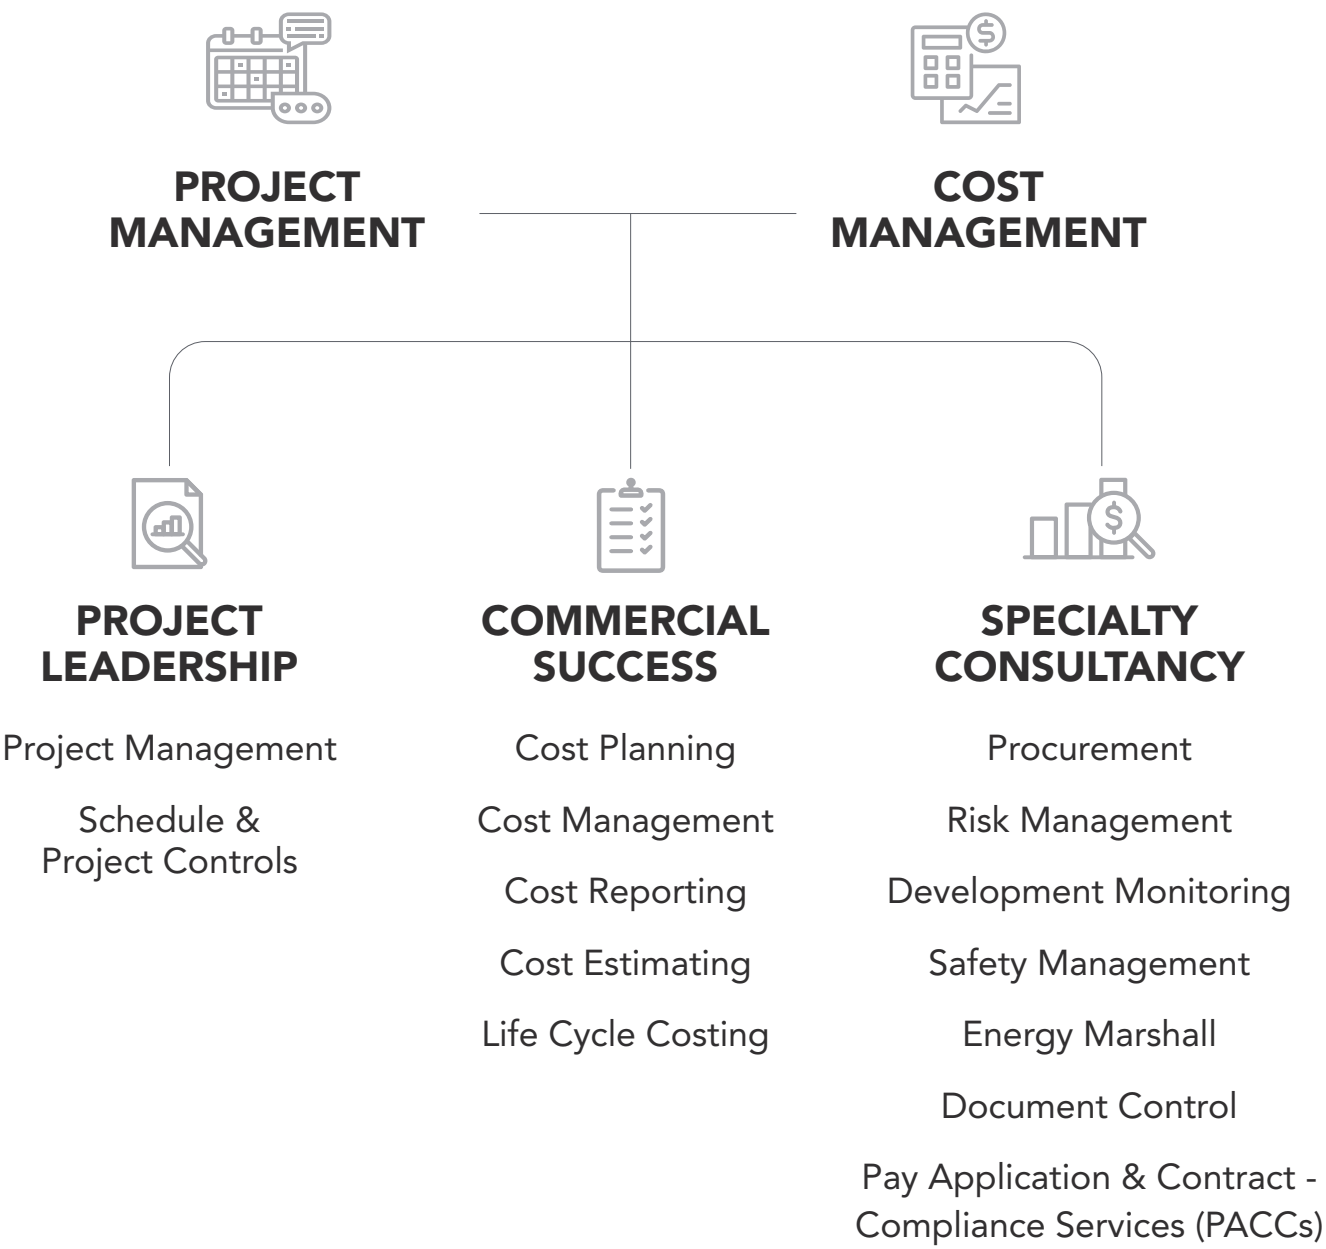 PROJECT
MANAGEMENT
COST
MANAGEMENT
PROJECT
LEADERSHIP
Project Management
Schedule &
Project Controls
COMMERCIAL
SUCCESS
Cost Planning
Cost Management
Cost Reporting
Cost Estimating
Life Cycle Costing
SPECIALTY
CONSULTANCY
Procurement
Risk Management
Development Monitoring
Safety Management
Energy Marshall
Document Control
Pay Application & Contract -
Compliance Services (PACCs)